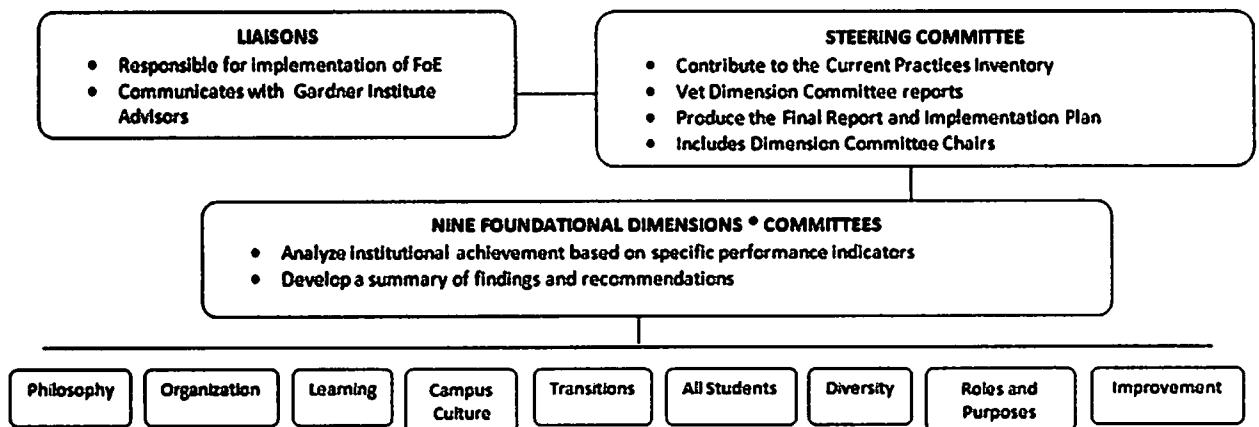 LIAISONS
• Responsible for Implementation of FoE
• Communicates with Gardner Institute
Advisors
STEERING COMMITTEE
• Contribute to the Current Practices Inventory
• Vet Dimension Committee reports
• Produce the Final Report and Implementation Plan
• Includes Dimension Committee Chairs
NINE FOUNDATIONAL DIMENSIONS ® COMMITTEES
• Analyze institutional achievement based on specific performance indicators
• Develop a summary of findings and recommendations
Philosophy
Organization
Learning
Campus
Culture
Transitions
All Students
Diversity
Roles and
Purposes
Improvement